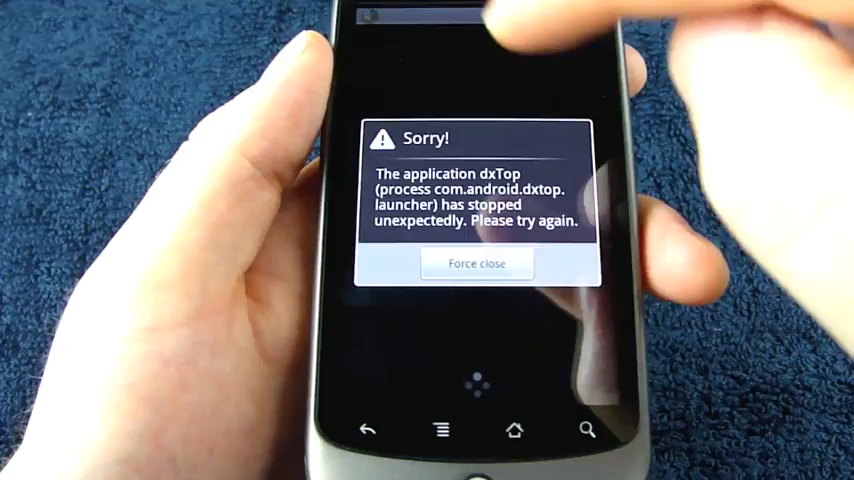 Sorry!
The application dxTop
(process com.android.dxtop.
launcher) has stopped
unexpectedly. Please try again.
Force close